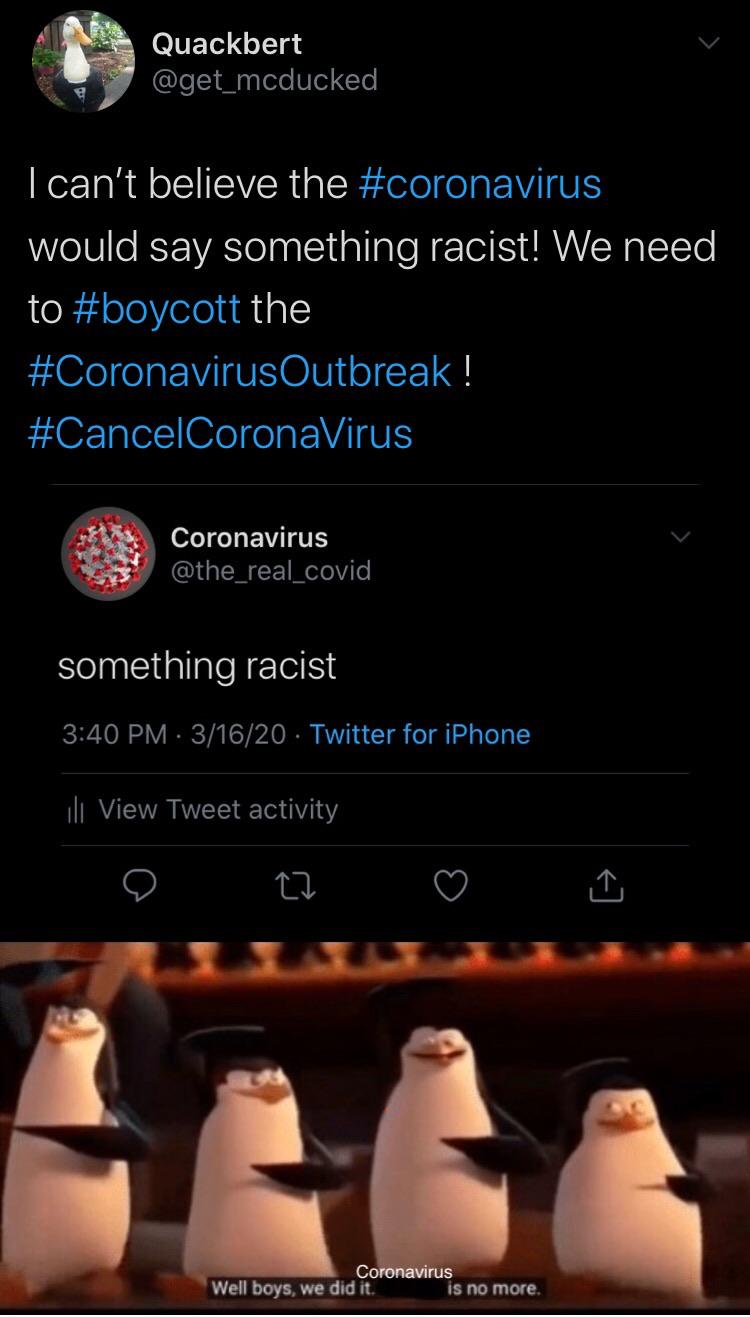 Quackbert
@get_mcducked
I can’t believe the #coronavirus
would say something racist! We need
to #boycott the
#CoronavirusOutbreak !
#CancelCoronaVirus
Coronavirus
@the_real_covid
something racist
3:40 PM · 3/16/20 · Twitter for iPhone
View Tweet activity
Well boys, we did it. Coronavirus is no more.